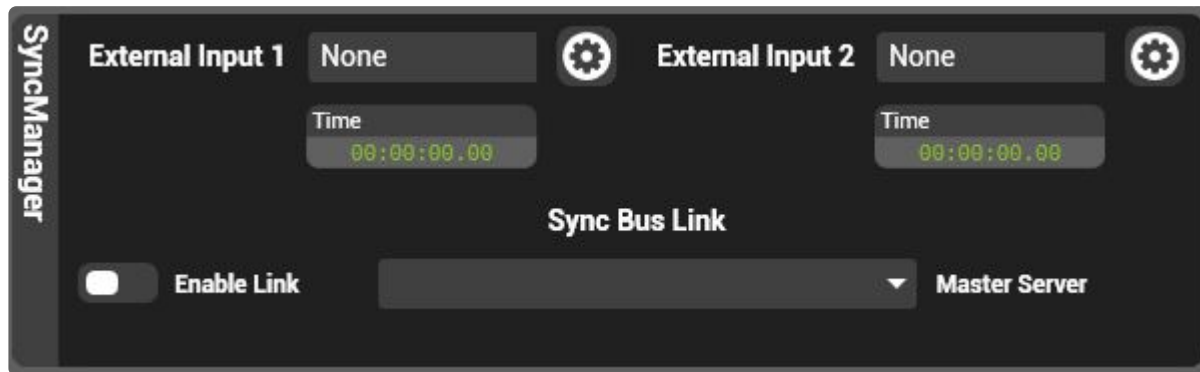 SyncManager
External Input 1 None External Input 2 None
Time Time
00:00:00.00 00:00:00.00
Sync Bus Link
Enable Link Master Server